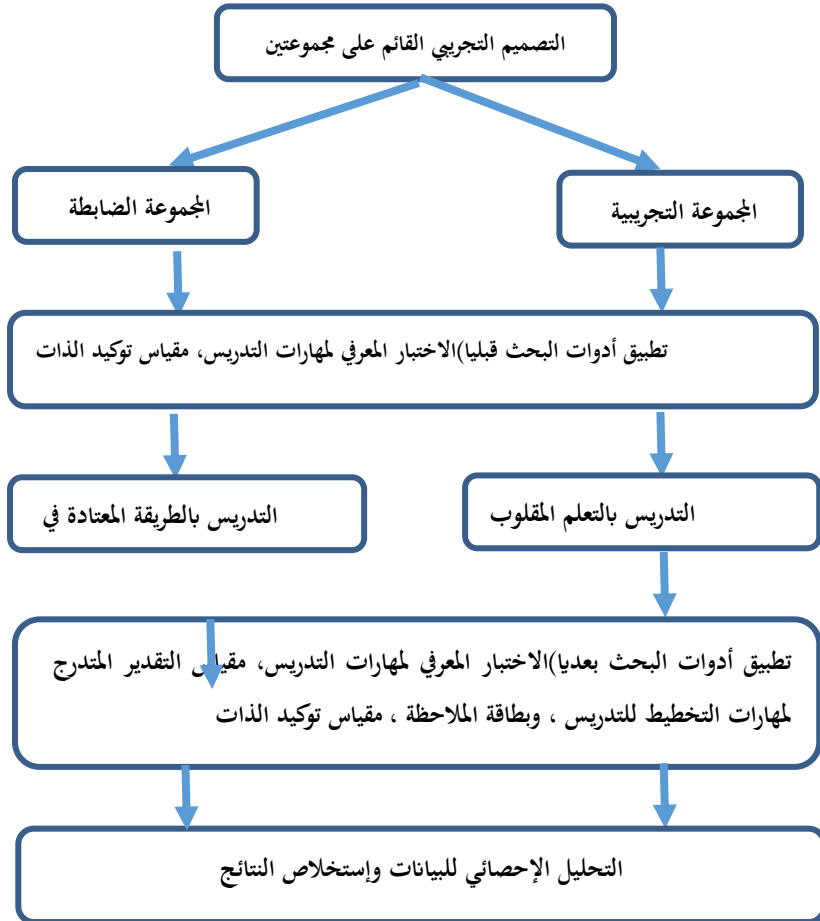 التصميم التجريبي القائم على مجموعتين
المجموعة التجريبية
المجموعة الضابطة
تطبيق أدوات البحث قبليا)الاختبار المعرفي لمهارات التدريس، مقياس توكيد الذات
التدريس بالتعلم المقلوب
التدريس بالطريقة المعتادة في
تطبيق أدوات البحث بعديا)الاختبار المعرفي لمهارات التدريس، مقياس التقدير المتدرج
لمهارات التخطيط للتدريس ، وبطاقة الملاحظة ، مقياس توكيد الذات
التحليل الإحصائي للبيانات وإستخلاص النتائج